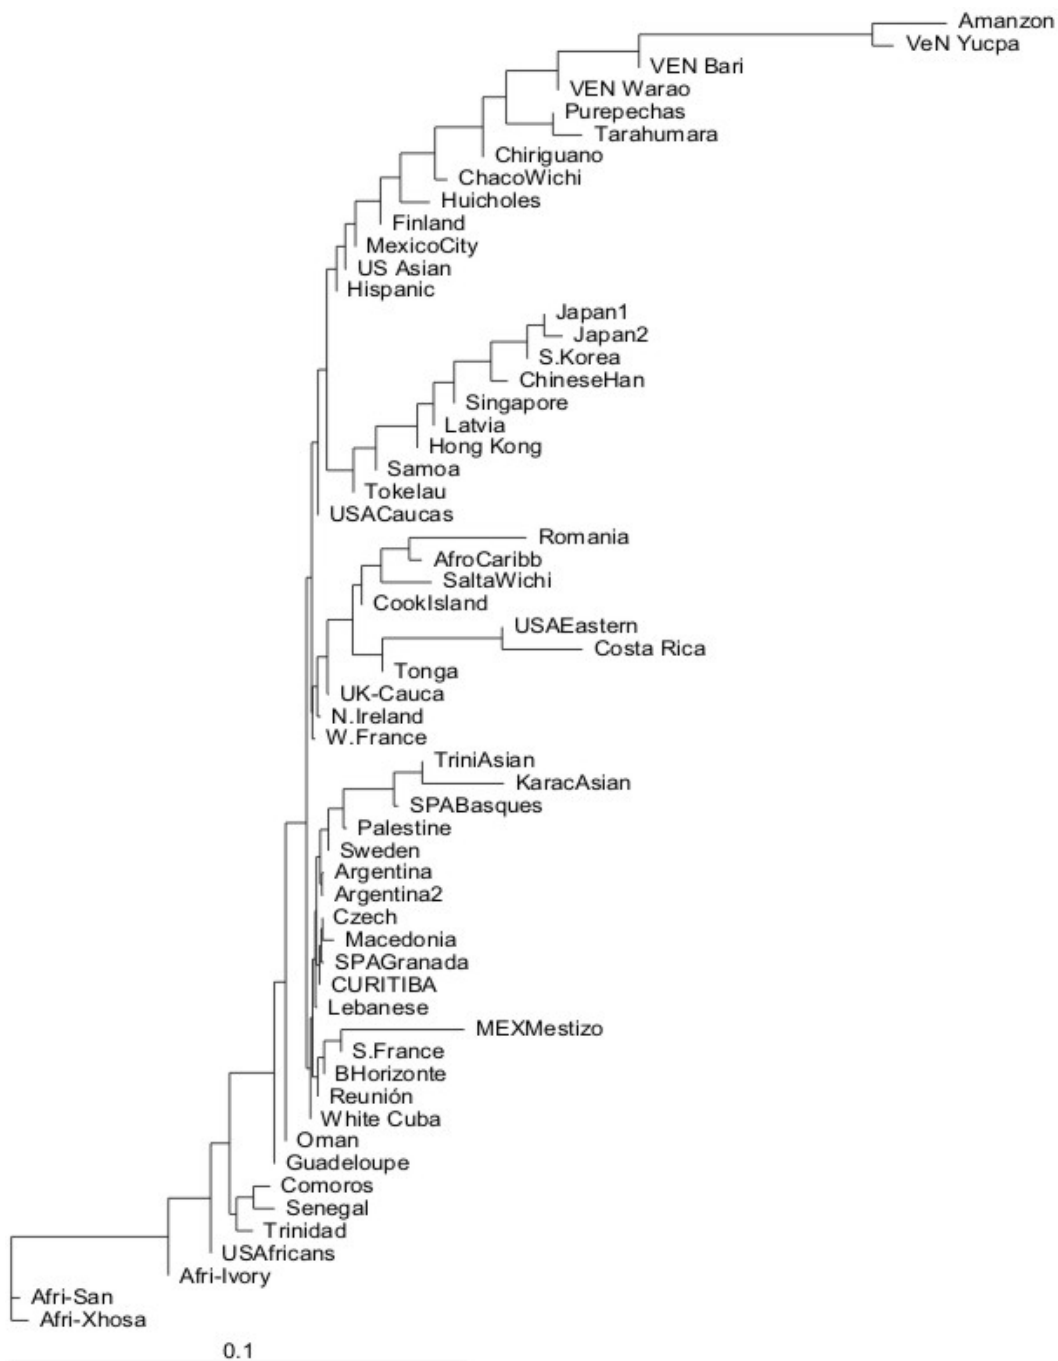 Amanzon
VeN Yucpa
VEN Bari
VEN Warao
Purepechas
Tarahumara
Chiriguano
ChacoWichi
Huicholes
Finland
MexicoCity
US Asian
Hispanic
Japan1
Japan2
S.Korea
ChineseHan
Singapore
Latvia
Hong Kong
Samoa
Tokelau
USACaucas
Romania
AfroCaribb
SaltaWichi
CookIsland
USAEastern
Costa Rica
Tonga
UK-Cauca
N.Ireland
W.France
TriniAsian
KaracAsian
SPABasques
Palestine
Sweden
Argentina
Argentina2
Czech
Macedonia
SPAGranada
CURITIBA
Lebanese
MEXMestizo
S.France
BHorizonte
Reunión
White Cuba
Oman
Guadeloupe
Comoros
Senegal
Trinidad
USAfricans
Afri-Ivory
Afri-San
Afri-Xhosa
0.1